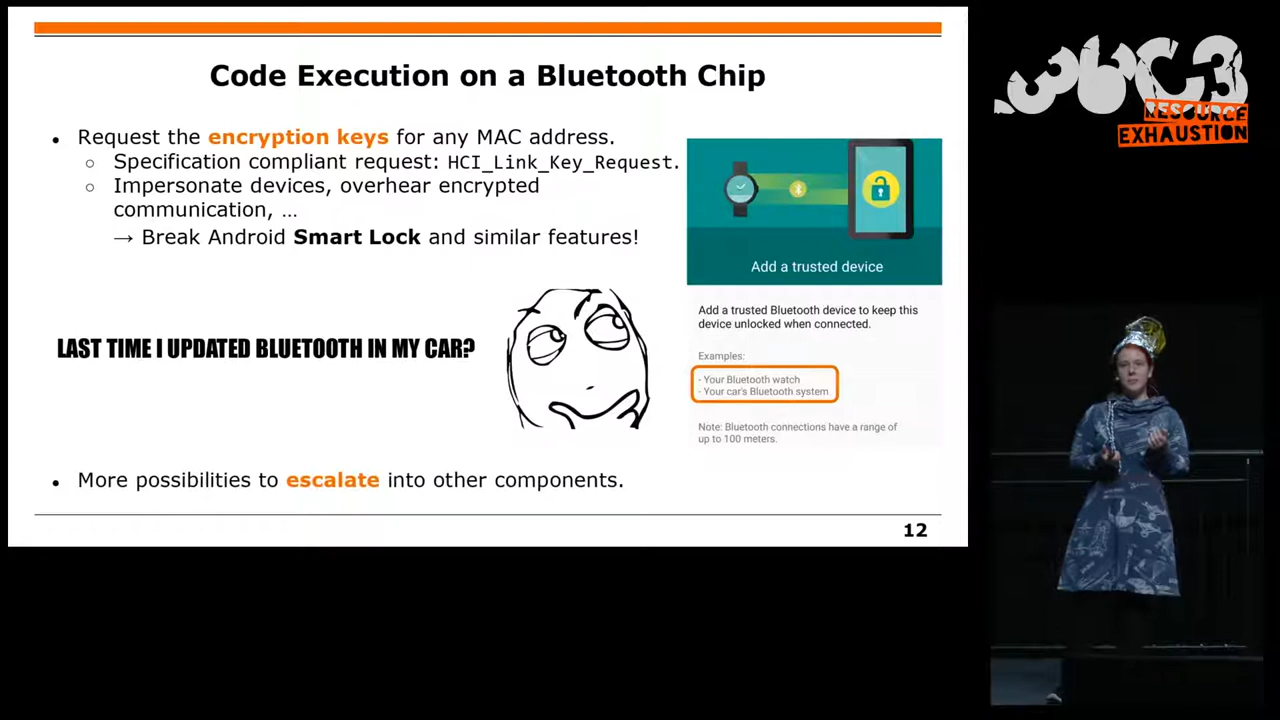 Code Execution on a Bluetooth Chip
• Request the encryption keys for any MAC address.
○ Specification compliant request: HCI_Link_Key_Request.
○ Impersonate devices, overhear encrypted
communication, …
→ Break Android Smart Lock and similar features!
LAST TIME I UPDATED BLUETOOTH IN MY CAR?
• More possibilities to escalate into other components.
Add a trusted device
Add a trusted Bluetooth device to keep this
device unlocked when connected.
Examples:
- Your Bluetooth watch
- Your car's Bluetooth system
Note: Bluetooth connections have a range of
up to 100 meters.
12
36C3
RESOURCE
EXHAUSTION